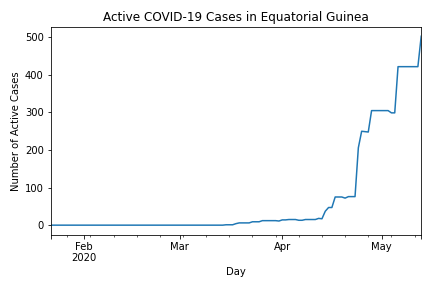 Active COVID-19 Cases in Equatorial Guinea
Number of Active Cases
500
400
300
200
100
0
Feb
2020
Mar
Apr
May
Day